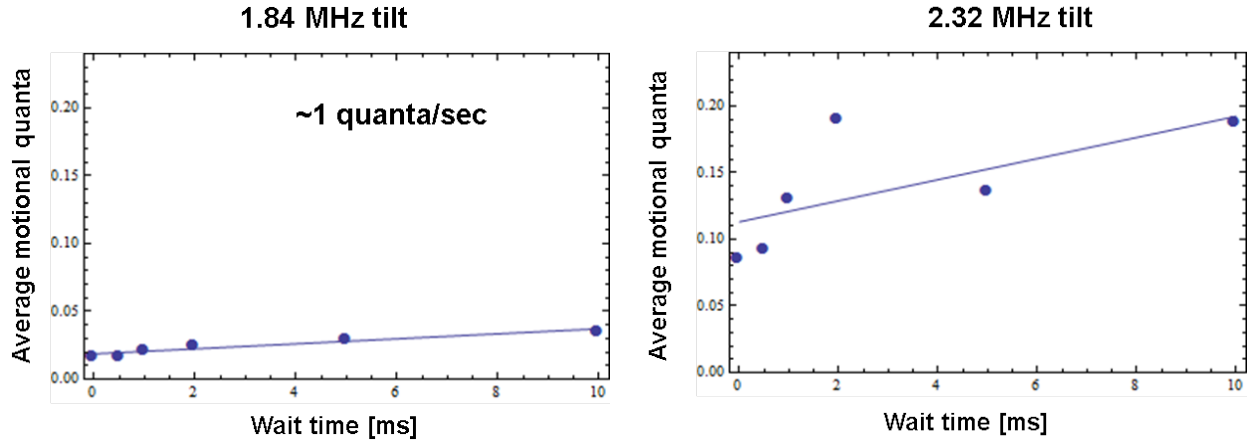 1.84 MHz tilt
Average motional quanta
0.20
0.15
0.10
0.05
0.00
~1 quanta/sec
0 2 4 6 8 10
Wait time [ms]
2.32 MHz tilt
Average motional quanta
0.20
0.15
0.10
0.05
0.00
0 2 4 6 8 10
Wait time [ms]